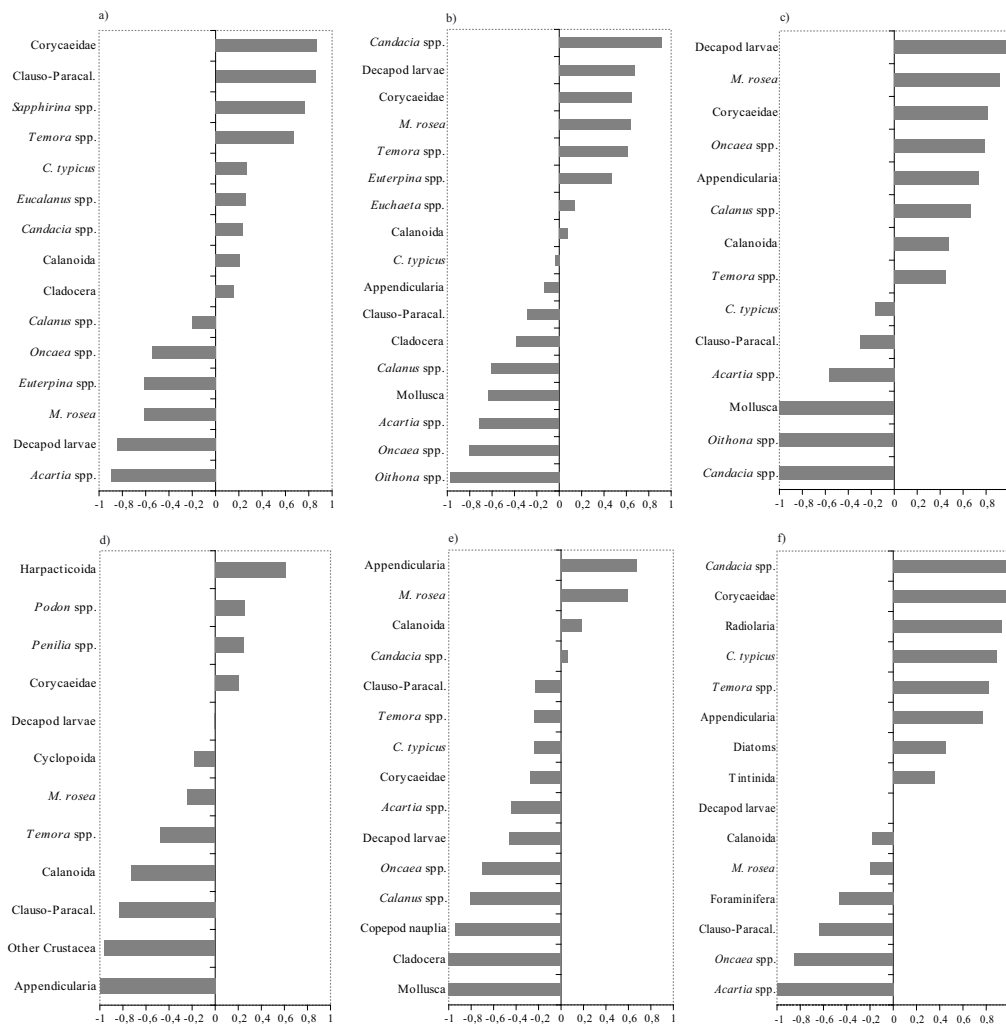 a)
Corycaeidae
Clauso-Paracal.
Sapphirina spp.
Temora spp.
C. typicus
Eucalanus spp.
Candacia spp.
Calanoida
Cladocera
Calanus spp.
Oncaea spp.
Euterpina spp.
M. rosea
Decapod larvae
Acartia spp.
-1 -0,8 -0,6 -0,4 -0,2 0 0,2 0,4 0,6 0,8 1
b)
Candacia spp.
Decapod larvae
Corycaeidae
M. rosea
Temora spp.
Euterpina spp.
Euchaeta spp.
Calanoida
C. typicus
Appendicularia
Clauso-Paracal.
Cladocera
Calanus spp.
Mollusca
Acartia spp.
Oncaea spp.
Oithona spp.
-1 -0,8 -0,6 -0,4 -0,2 0 0,2 0,4 0,6 0,8 1
c)
Decapod larvae
M. rosea
Corycaeidae
Oncaea spp.
Appendicularia
Calanus spp.
Calanoida
Temora spp.
C. typicus
Clauso-Paracal.
Acartia spp.
Mollusca
Oithona spp.
Candacia spp.
-1 -0,8 -0,6 -0,4 -0,2 0 0,2 0,4 0,6 0,8
d)
Harpacticoida
Podon spp.
Penilia spp.
Corycaeidae
Decapod larvae
Cyclopoida
M. rosea
Temora spp.
Calanoida
Clauso-Paracal.
Other Crustacea
Appendicularia
-1 -0,8 -0,6 -0,4 -0,2 0 0,2 0,4 0,6 0,8 1
e)
Appendicularia
M. rosea
Calanoida
Candacia spp.
Clauso-Paracal.
Temora spp.
C. typicus
Corycaeidae
Acartia spp.
Decapod larvae
Oncaea spp.
Calanus spp.
Copepod nauplia
Cladocera
Mollusca
-1 -0,8 -0,6 -0,4 -0,2 0 0,2 0,4 0,6 0,8 1
f)
Candacia spp.
Corycaeidae
Radiolaria
C. typicus
Temora spp.
Appendicularia
Diatoms
Tintinida
Decapod larvae
Calanoida
M. rosea
Foraminifera
Clauso-Paracal.
Oncaea spp.
Acartia spp.
-1 -0,8 -0,6 -0,4 -0,2 0 0,2 0,4 0,6 0,8